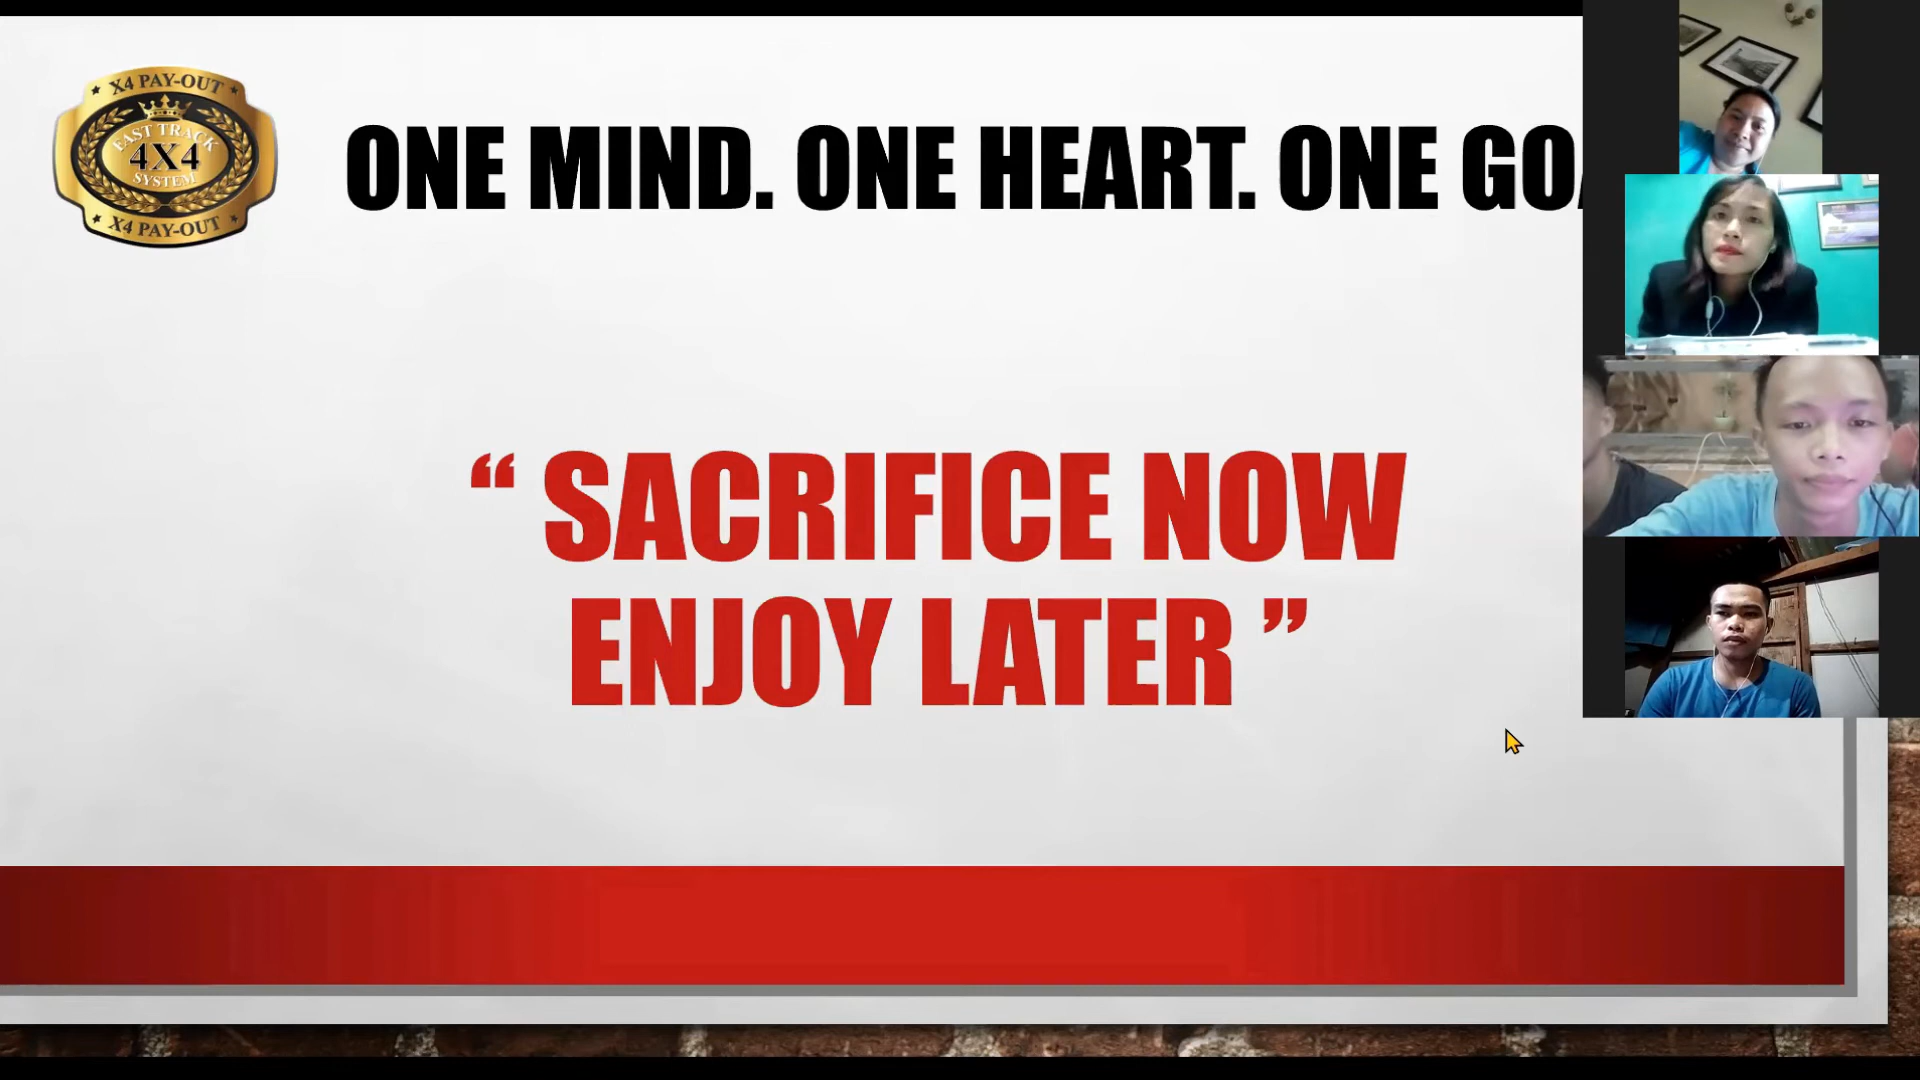 X4 PAY-OUT
FAST TRACK
4X4
SYSTEM
X4 PAY-OUT
ONE MIND. ONE HEART. ONE
“ SACRIFICE NOW
ENJOY LATER ”